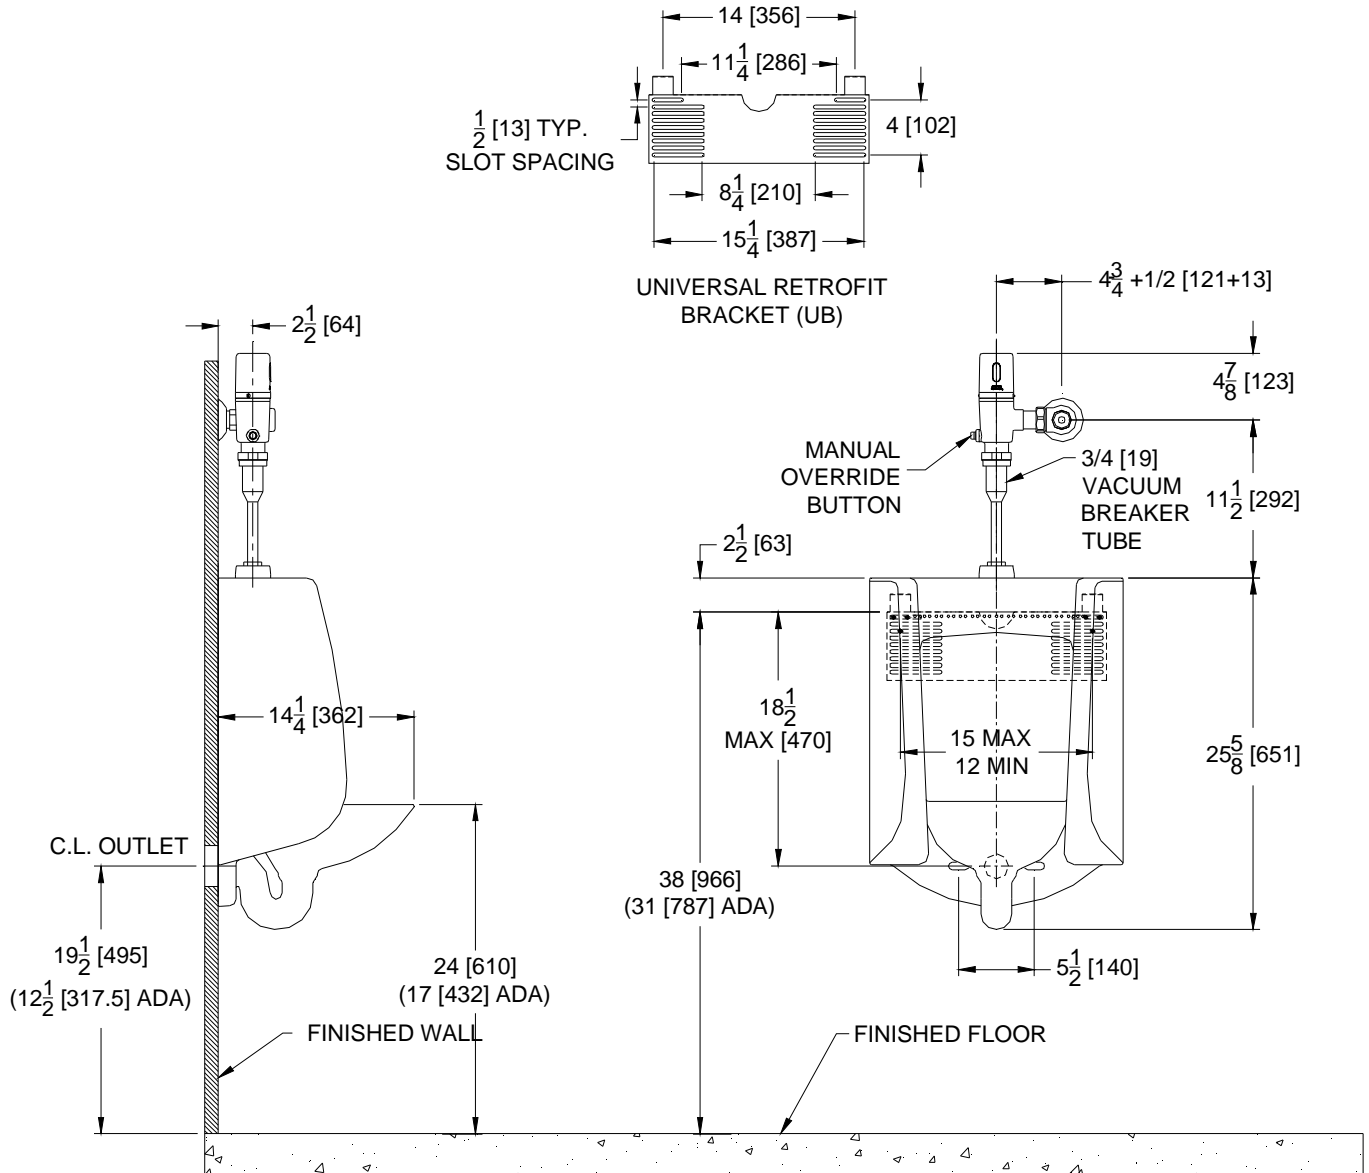 14 [356]
11 1/4 [286]
1/2 [13] TYP.
SLOT SPACING
4 [102]
8 1/4 [210]
15 1/4 [387]
UNIVERSAL RETROFIT
BRACKET (UB)
4 3/4 +1/2 [121+13]
2 1/2 [64]
4 7/8 [123]
MANUAL
OVERRIDE
BUTTON
3/4 [19]
VACUUM
BREAKER
TUBE
11 1/2 [292]
2 1/2 [63]
14 1/4 [362]
18 1/2
MAX [470]
15 MAX
12 MIN
25 5/8 [651]
C.L. OUTLET
38 [966]
(31 [787] ADA)
19 1/2 [495]
(12 1/2 [317.5] ADA)
24 [610]
(17 [432] ADA)
5 1/2 [140]
FINISHED WALL
FINISHED FLOOR